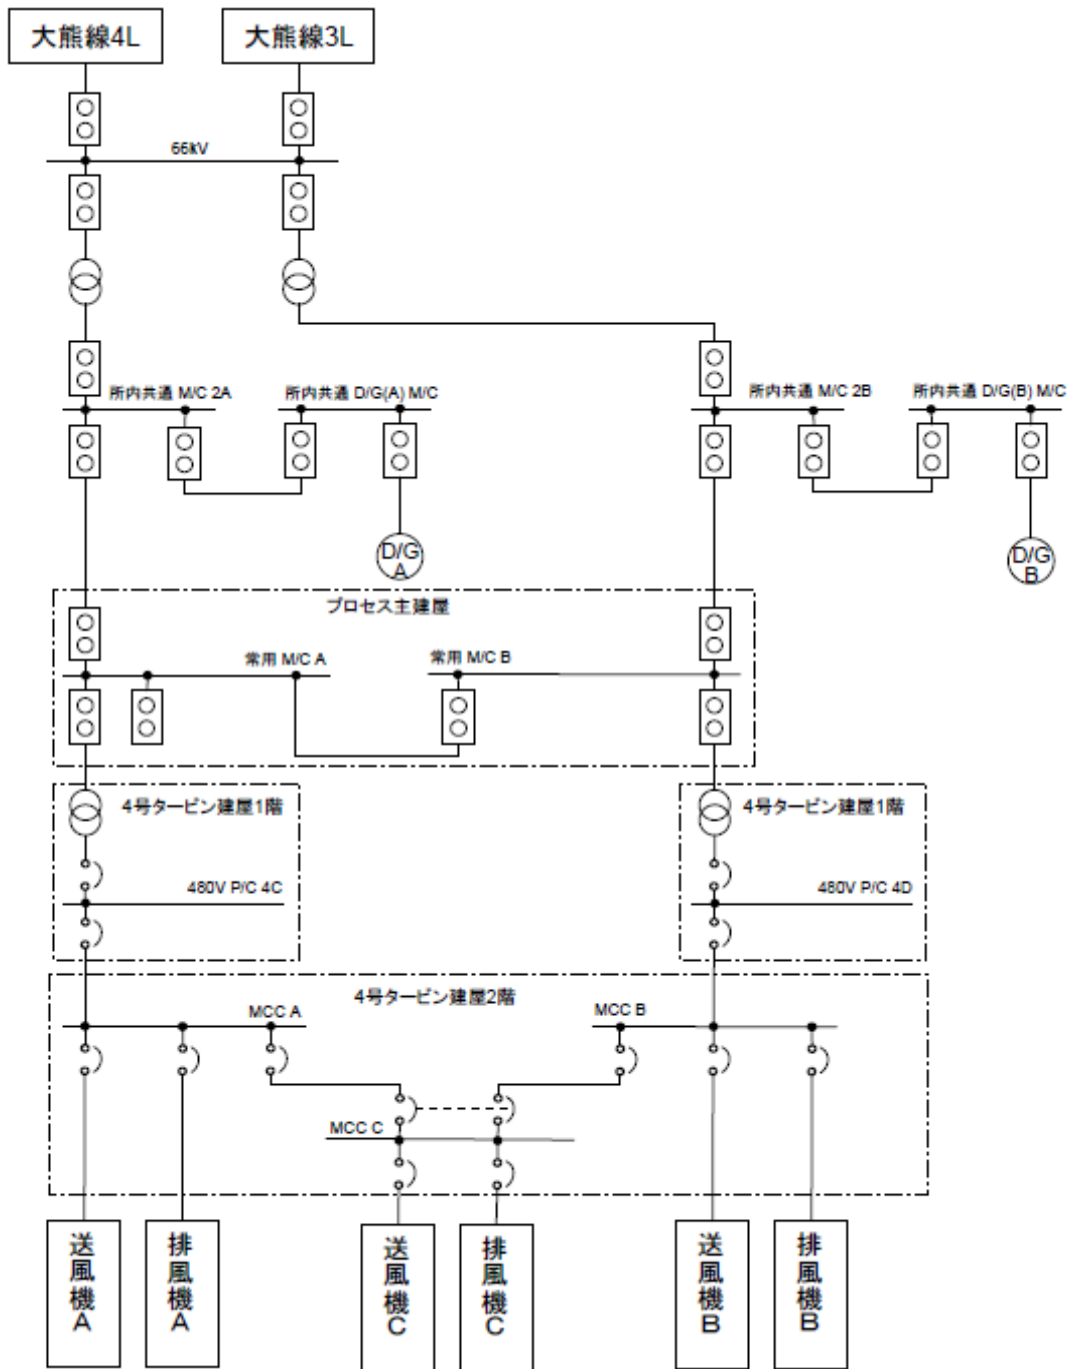 大熊線4L
大熊線3L
66kV
所内共通 M/C 2A
所内共通 D/G(A) M/C
所内共通 M/C 2B
所内共通 D/G(B) M/C
D/G
A
D/G
B
プロセス主建屋
常用 M/C A
常用 M/C B
4号タービン建屋1階
4号タービン建屋1階
480V P/C 4C
480V P/C 4D
4号タービン建屋2階
MCC A
MCC B
MCC C
送風機A
排風機A
送風機C
排風機C
送風機B
排風機B